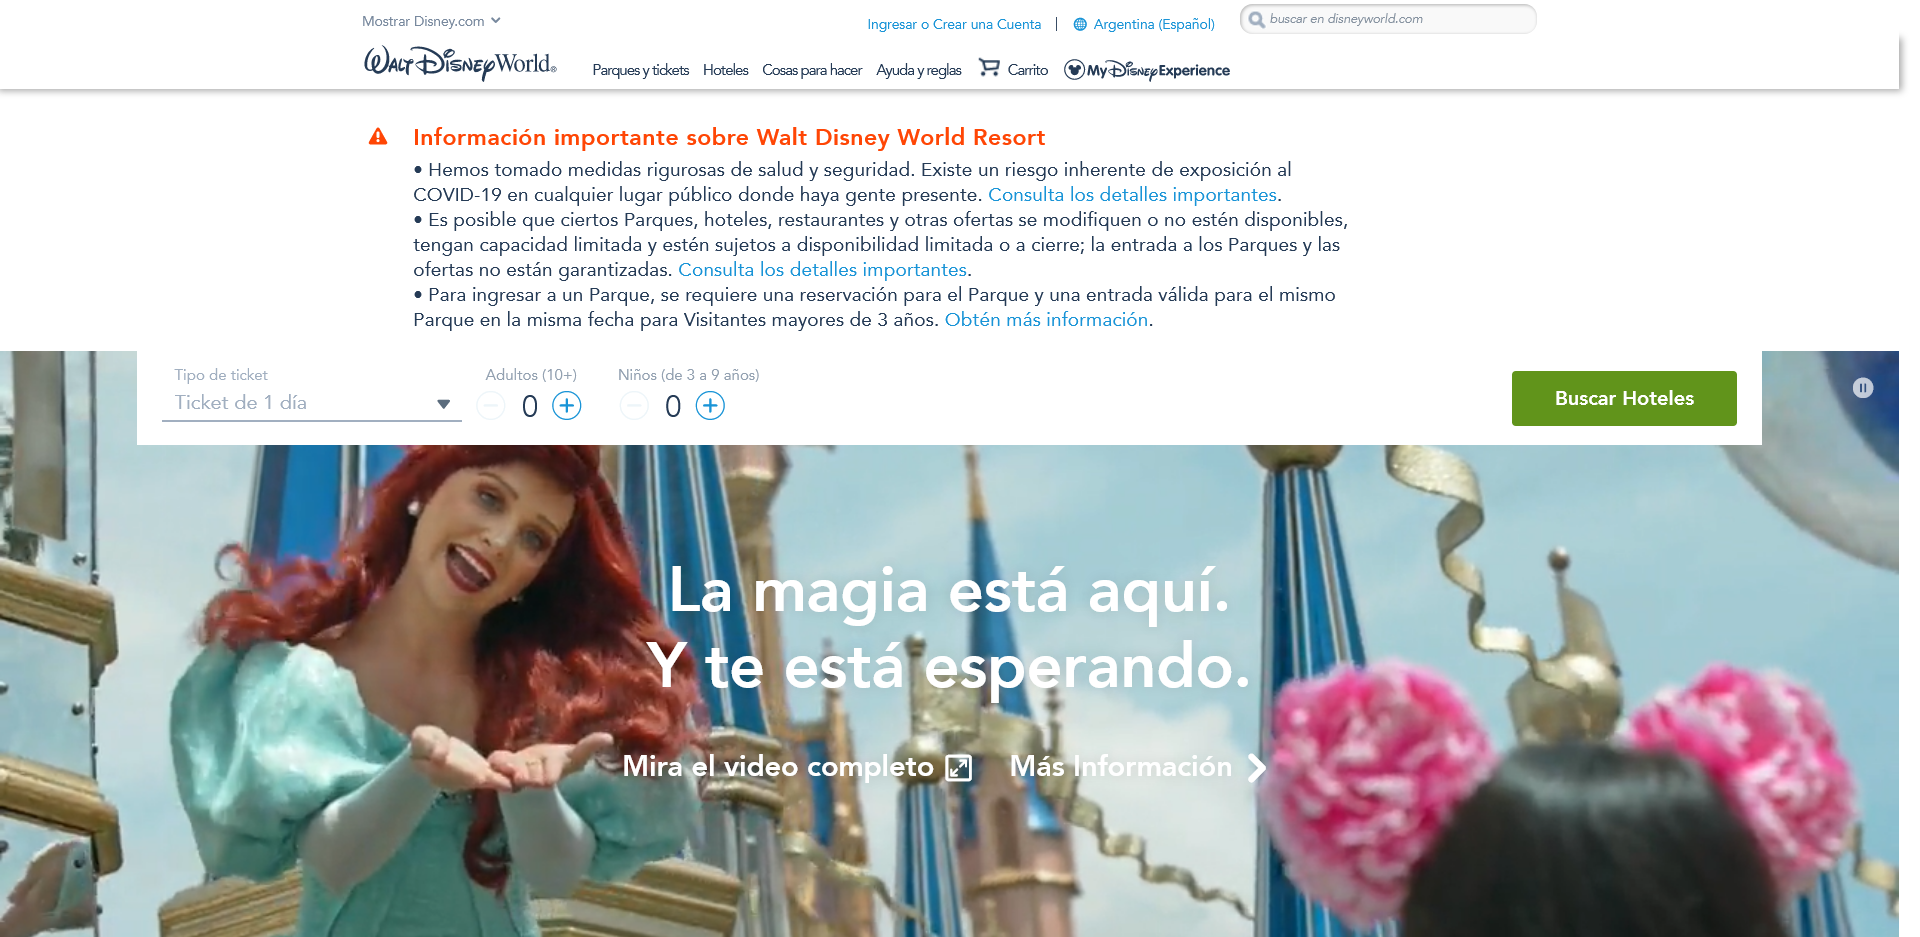 Mostrar Disney.com
Ingresar o Crear una Cuenta | Argentina (Español)
buscar en disneyworld.com
Walt Disney World®
Parques y tickets
Hoteles
Cosas para hacer
Ayuda y reglas
Carrito
My Disney Experience
Información importante sobre Walt Disney World Resort
• Hemos tomado medidas rigurosas de salud y seguridad. Existe un riesgo inherente de exposición al
COVID-19 en cualquier lugar público donde haya gente presente. Consulta los detalles importantes.
• Es posible que ciertos Parques, hoteles, restaurantes y otras ofertas se modifiquen o no estén disponibles,
tengan capacidad limitada y estén sujetos a disponibilidad limitada o a cierre; la entrada a los Parques y las
ofertas no están garantizadas. Consulta los detalles importantes.
• Para ingresar a un Parque, se requiere una reservación para el Parque y una entrada válida para el mismo
Parque en la misma fecha para Visitantes mayores de 3 años. Obtén más información.
Tipo de ticket
Ticket de 1 día
Adultos (10+)
0
Niños (de 3 a 9 años)
0
Buscar Hoteles
La magia está aquí.
Y te está esperando.
Mira el video completo
Más Información